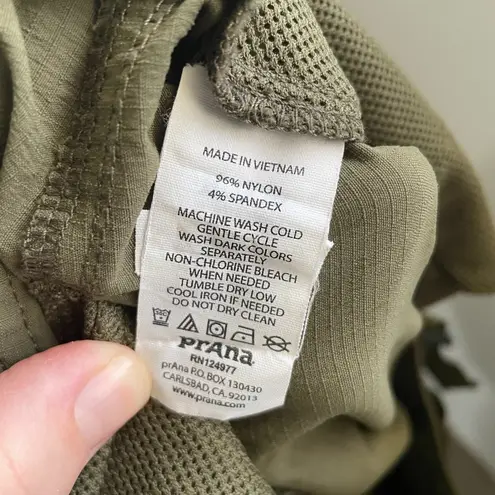 MADE IN VIETNAM
96% NYLON
4% SPANDEX
MACHINE WASH COLD
GENTLE CYCLE
WASH DARK COLORS
SEPARATELY
NON-CHLORINE BLEACH
WHEN NEEDED
TUMBLE DRY LOW
COOL IRON IF NEEDED
DO NOT DRY CLEAN
prAna
RN124977
prAna P.O. BOX 130430
CARLSBAD, CA. 92013
www.prana.com